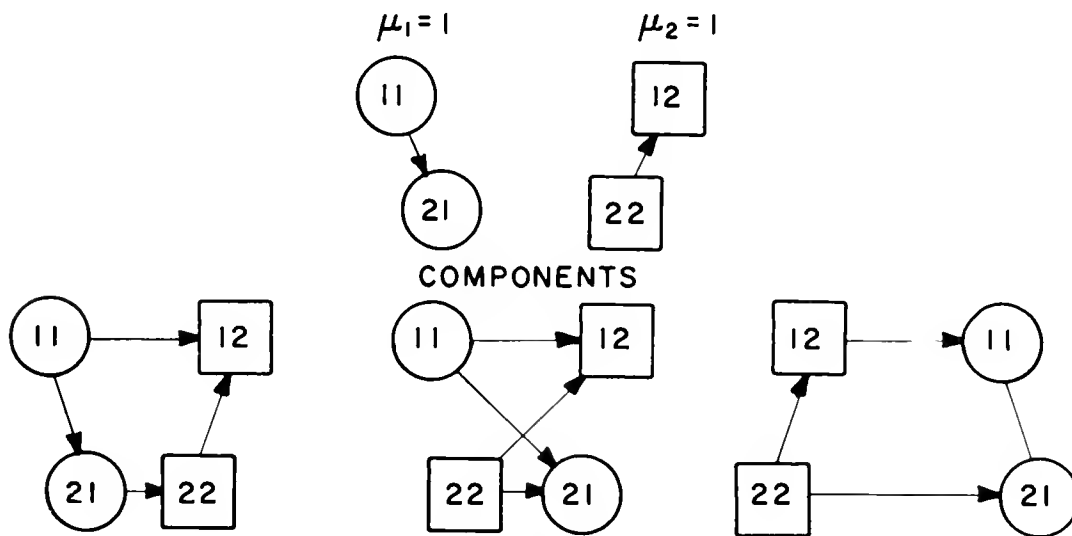 μ₁ = 1 μ₂ = 1
11 12
21 22
COMPONENTS
11 12 11 12 12 11
21 22 22 21 22 21